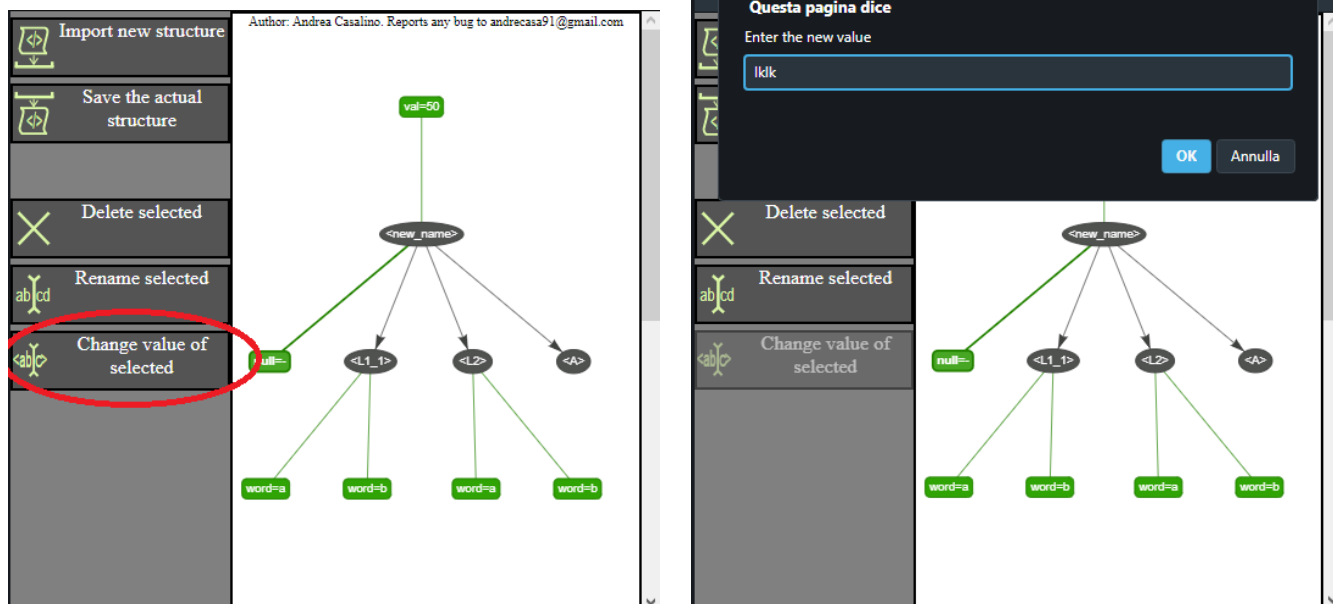 Import new structure
Author: Andrea Casalino. Reports any bug to andrecasa91@gmail.com
Save the actual
structure
val=50
Delete selected
<new_name>
Rename selected
ab cd
Change value of
selected
<ab c>
null=-
<L1_1>
<L2>
<A>
word=a
word=b
word=a
word=b
Questa pagina dice
Enter the new value
lklk
OK
Annulla
Delete selected
<new_name>
Rename selected
ab cd
Change value of
selected
<ab c>
null=-
<L1_1>
<L2>
<A>
word=a
word=b
word=a
word=b